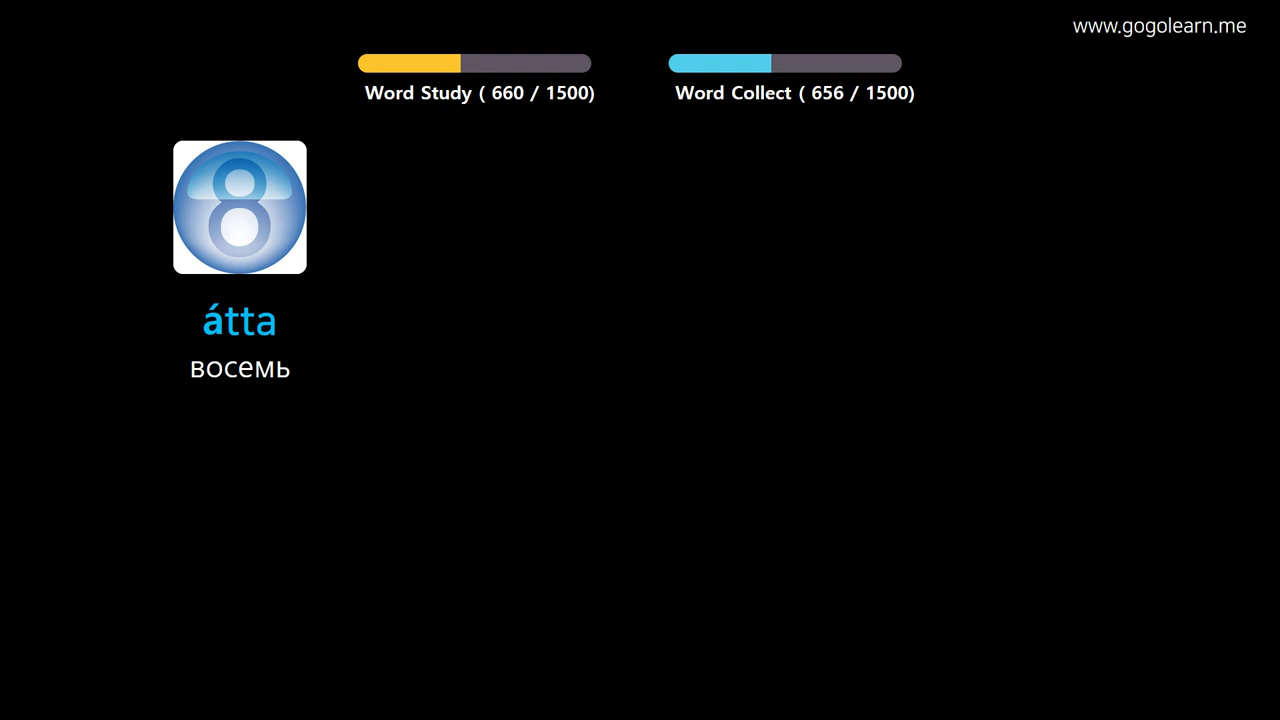 www.gogolearn.me
Word Study ( 660 / 1500)
Word Collect ( 656 / 1500)
8
átta
восемь